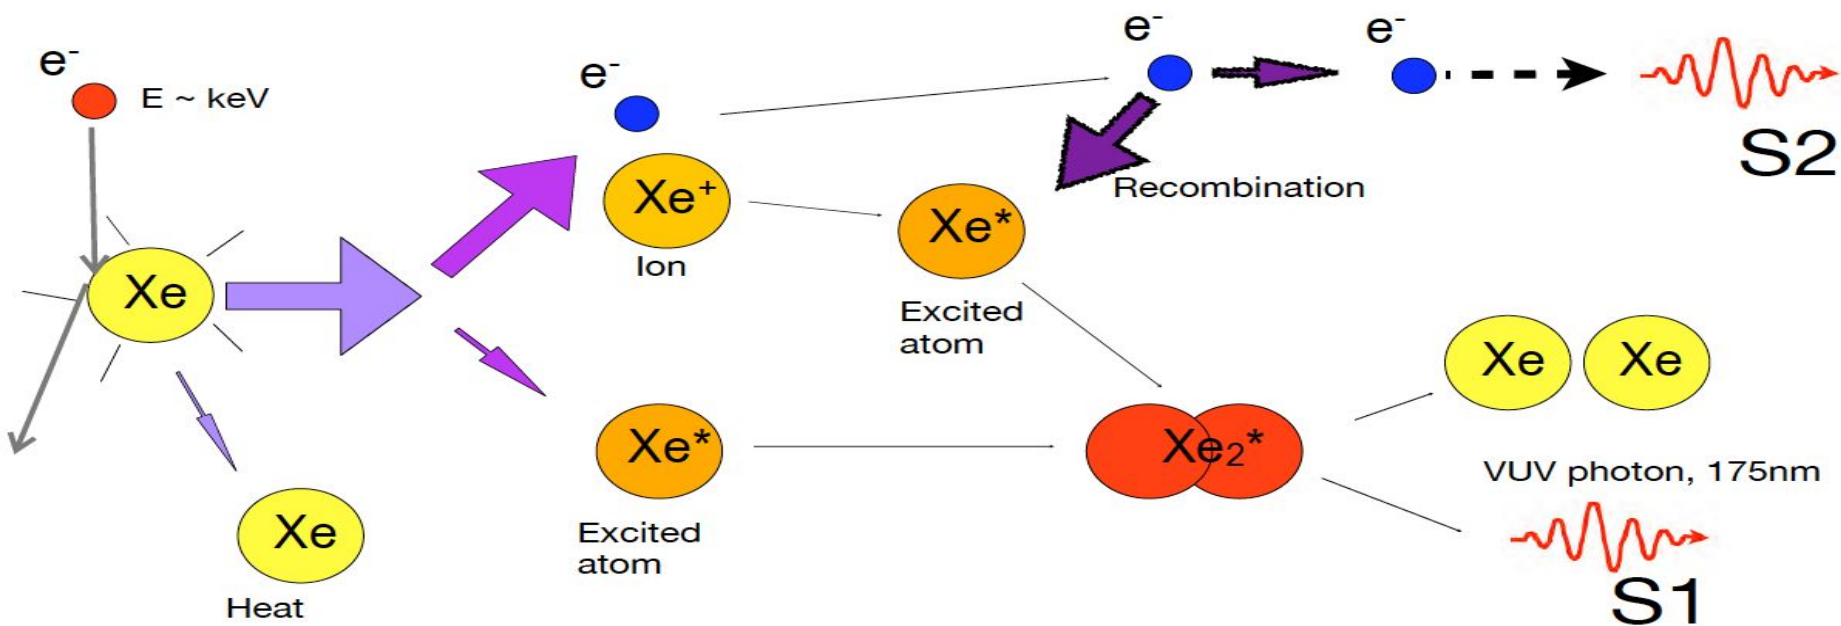 e⁻
E ~ keV
Xe
Xe
Heat
e⁻
Xe⁺
Ion
Xe*
Excited
atom
e⁻
Recombination
Xe*
Excited
atom
e⁻
S2
Xe₂*
Xe Xe
VUV photon, 175nm
S1